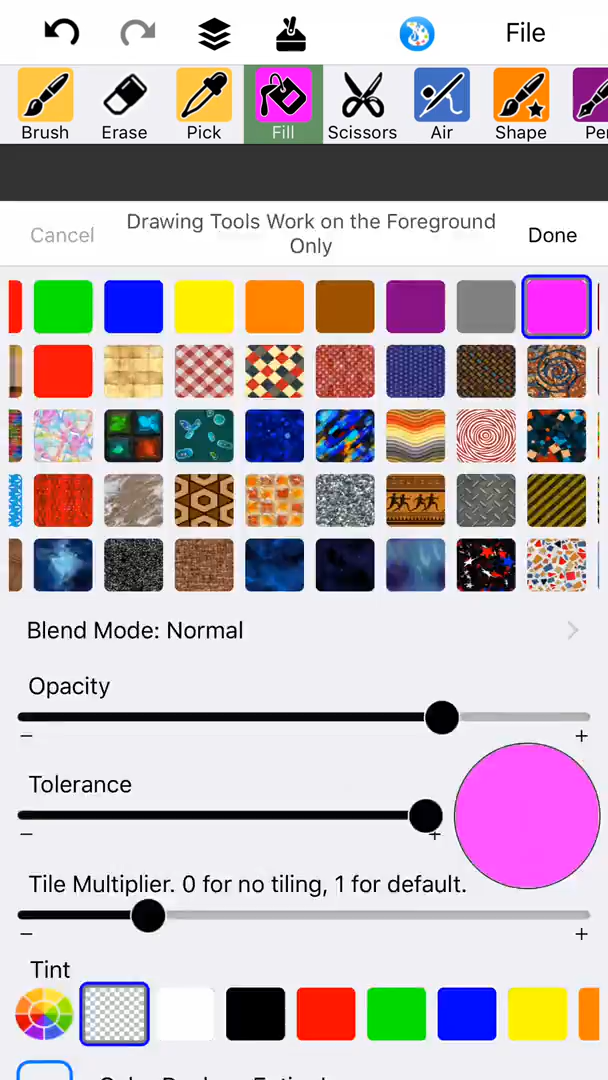 File
Brush
Erase
Pick
Fill
Scissors
Air
Shape
Cancel
Drawing Tools Work on the Foreground
Only
Done
Blend Mode: Normal
Opacity
−
+
Tolerance
−
+
Tile Multiplier. 0 for no tiling, 1 for default.
−
+
Tint